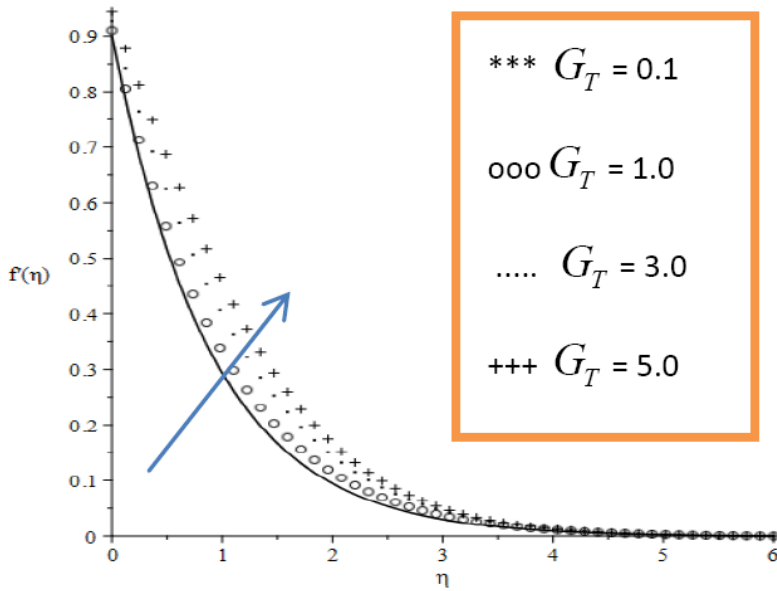 0.9
0.8
0.7
0.6
0.5
0.4
0.3
0.2
0.1
0
f'(η)
0 1 2 3 4 5 6
η
*** G_T = 0.1
ooo G_T = 1.0
..... G_T = 3.0
+++ G_T = 5.0